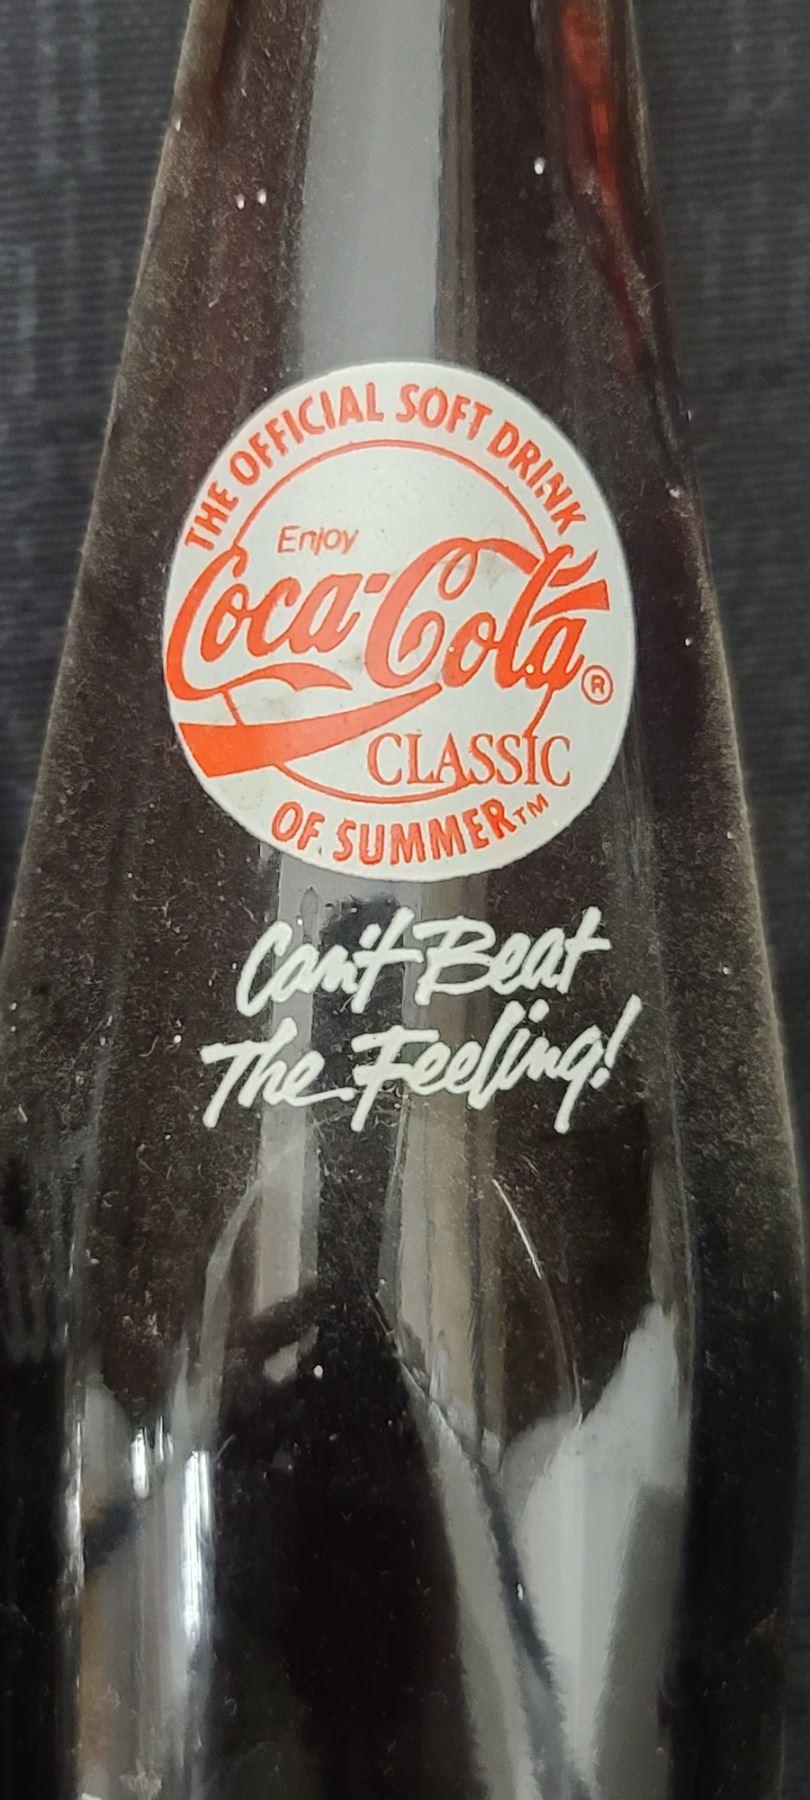 THE OFFICIAL SOFT DRINK
Enjoy
Coca-Cola®
CLASSIC
OF SUMMER™
Can't Beat
The Feeling!